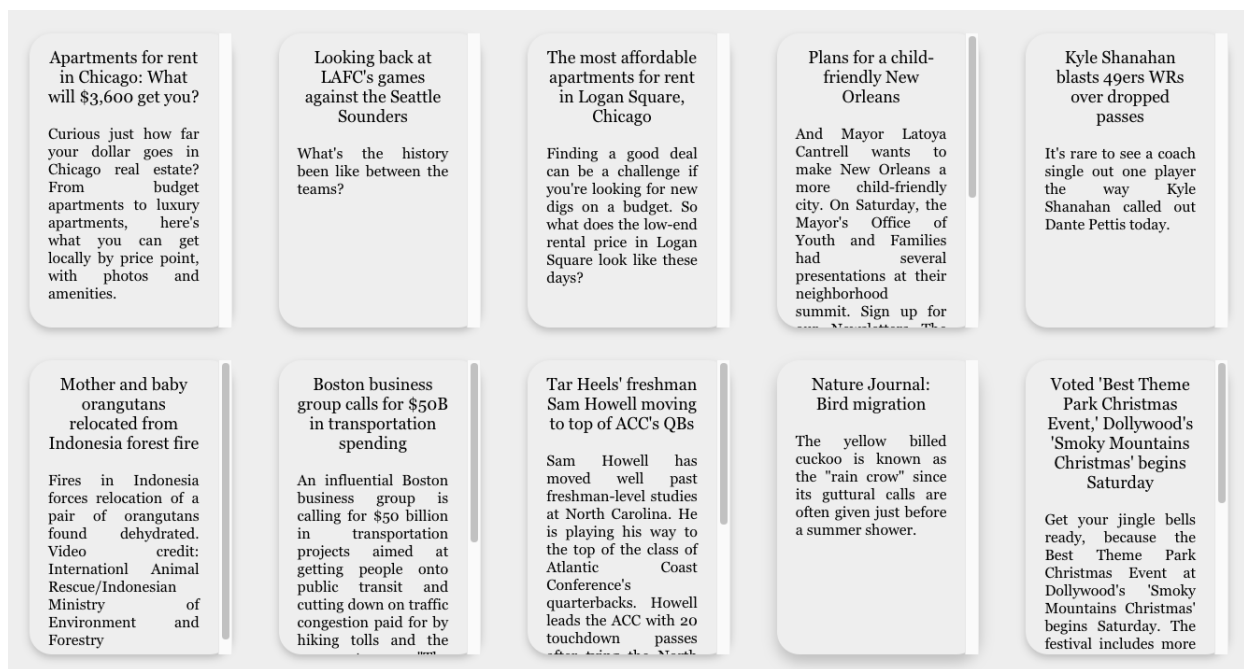 Apartments for rent
in Chicago: What
will $3,600 get you?
Curious just how far
your dollar goes in
Chicago real estate?
From budget
apartments to luxury
apartments, here's
what you can get
locally by price point,
with photos and
amenities.
Looking back at
LAFC's games
against the Seattle
Sounders
What's the history
been like between the
teams?
The most affordable
apartments for rent
in Logan Square,
Chicago
Finding a good deal
can be a challenge if
you're looking for new
digs on a budget. So
what does the low-end
rental price in Logan
Square look like these
days?
Plans for a child-
friendly New
Orleans
And Mayor Latoya
Cantrell wants to
make New Orleans a
more child-friendly
city. On Saturday, the
Mayor's Office of
Youth and Families
had several
presentations at their
neighborhood
summit. Sign up for
our Newsletters The
Kyle Shanahan
blasts 49ers WRs
over dropped
passes
It's rare to see a coach
single out one player
the way Kyle
Shanahan called out
Dante Pettis today.
Mother and baby
orangutans
relocated from
Indonesia forest fire
Fires in Indonesia
forces relocation of a
pair of orangutans
found dehydrated.
Video credit:
Internationl Animal
Rescue/Indonesian
Ministry of
Environment and
Forestry
Boston business
group calls for $50B
in transportation
spending
An influential Boston
business group is
calling for $50 billion
in transportation
projects aimed at
getting people onto
public transit and
cutting down on traffic
congestion paid for by
hiking tolls and the
"The
Tar Heels' freshman
Sam Howell moving
to top of ACC's QBs
Sam Howell has
moved well past
freshman-level studies
at North Carolina. He
is playing his way to
the top of the class of
Atlantic Coast
Conference's
quarterbacks. Howell
leads the ACC with 20
touchdown passes
after tying the North
Nature Journal:
Bird migration
The yellow billed
cuckoo is known as
the "rain crow" since
its guttural calls are
often given just before
a summer shower.
Voted 'Best Theme
Park Christmas
Event,' Dollywood's
'Smoky Mountains
Christmas' begins
Saturday
Get your jingle bells
ready, because the
Best Theme Park
Christmas Event at
Dollywood's 'Smoky
Mountains Christmas'
begins Saturday. The
festival includes more